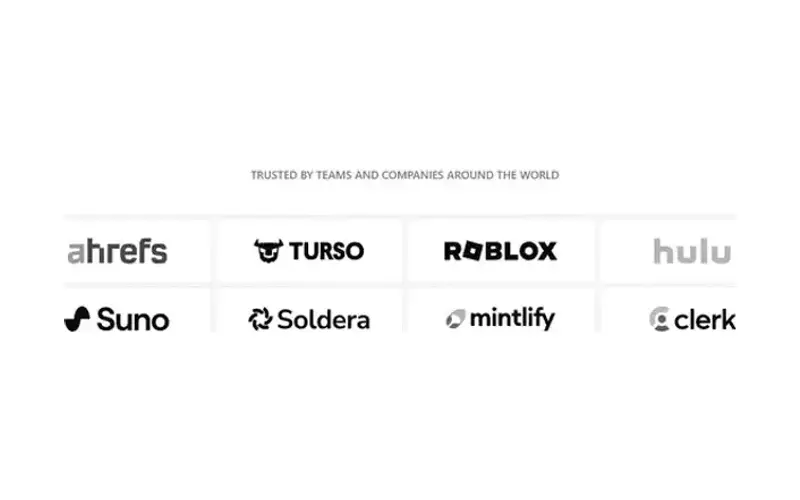 TRUSTED BY TEAMS AND COMPANIES AROUND THE WORLD
ahrefs TURSO ROBLOX hulu
Suno Soldera mintlify clerk